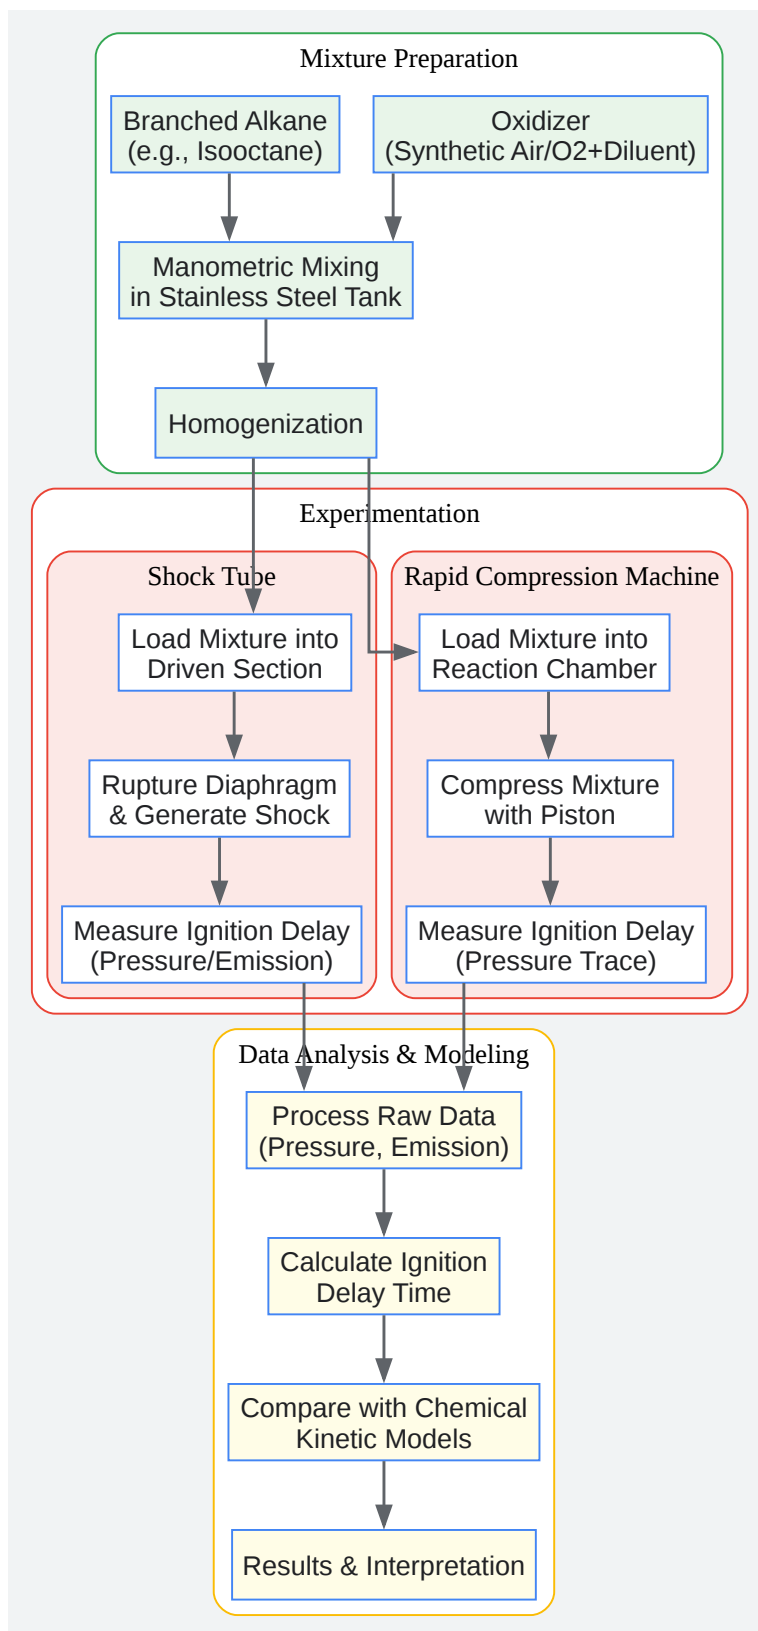 Mixture Preparation
Branched Alkane
(e.g., Isooctane)
Oxidizer
(Synthetic Air/O2+Diluent)
Manometric Mixing
in Stainless Steel Tank
Homogenization
Experimentation
Shock Tube
Load Mixture into
Driven Section
Rupture Diaphragm
& Generate Shock
Measure Ignition Delay
(Pressure/Emission)
Rapid Compression Machine
Load Mixture into
Reaction Chamber
Compress Mixture
with Piston
Measure Ignition Delay
(Pressure Trace)
Data Analysis & Modeling
Process Raw Data
(Pressure, Emission)
Calculate Ignition
Delay Time
Compare with Chemical
Kinetic Models
Results & Interpretation